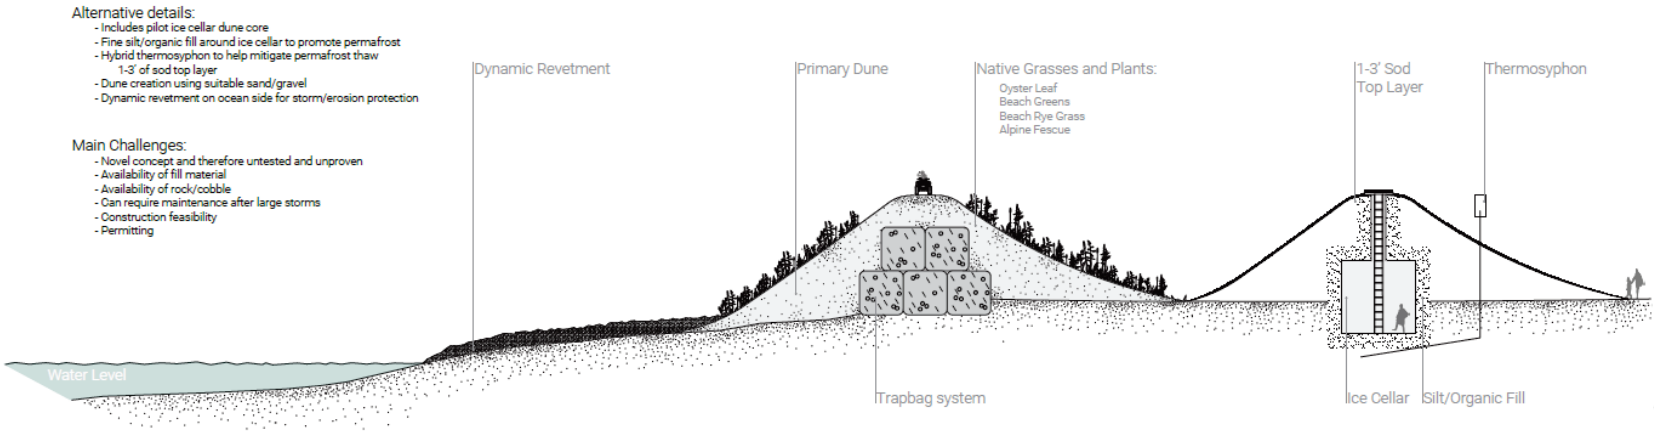 Alternative details:
- Includes pilot ice cellar dune core
- Fine silt/organic fill around ice cellar to promote permafrost
- Hybrid thermosyphon to help mitigate permafrost thaw
1-3' of sod top layer
- Dune creation using suitable sand/gravel
- Dynamic revetment on ocean side for storm/erosion protection
Main Challenges:
- Novel concept and therefore untested and unproven
- Availability of fill material
- Availability of rock/cobble
- Can require maintenance after large storms
- Construction feasibility
- Permitting
Dynamic Revetment
Primary Dune
Native Grasses and Plants:
Oyster Leaf
Beach Greens
Beach Rye Grass
Alpine Fescue
1-3' Sod
Top Layer
Thermosyphon
Water Level
Trapbag system
Ice Cellar
Silt/Organic Fill